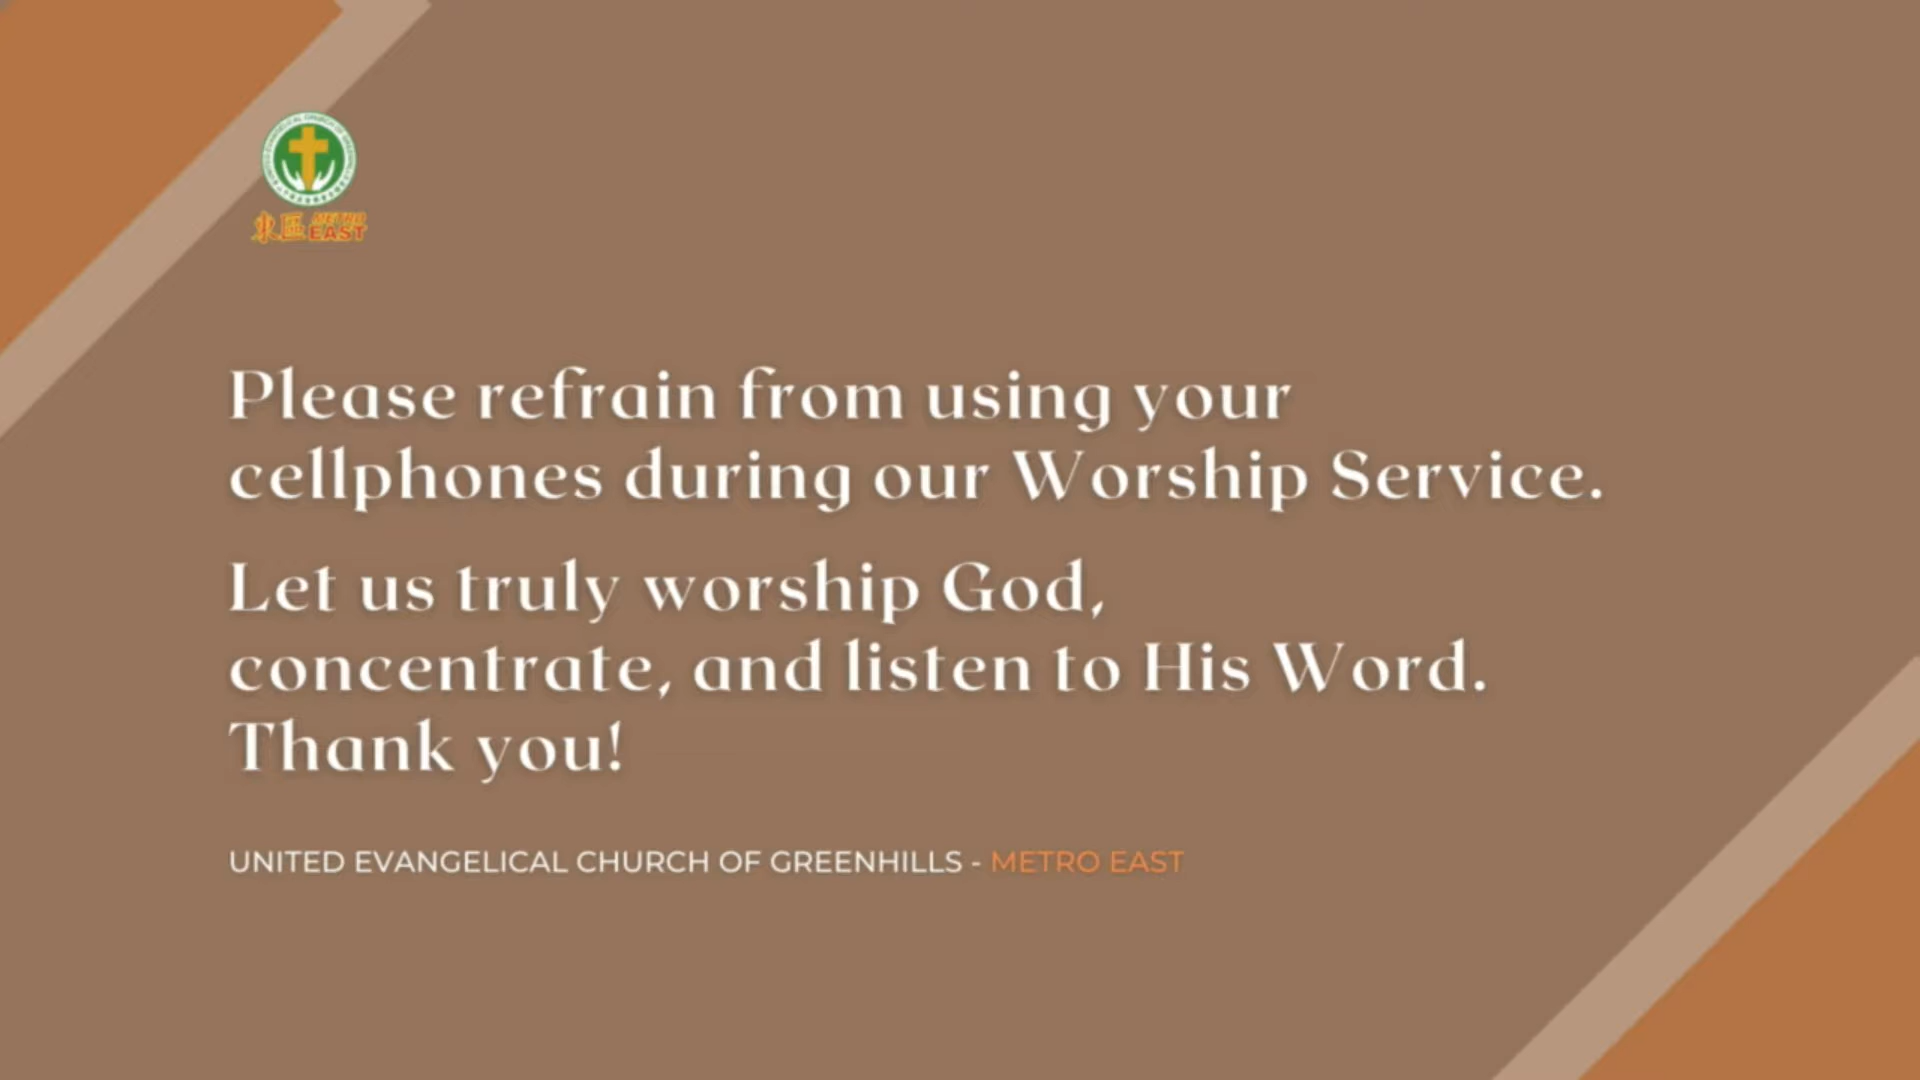 東區 METRO
EAST
Please refrain from using your
cellphones during our Worship Service.
Let us truly worship God,
concentrate, and listen to His Word.
Thank you!
UNITED EVANGELICAL CHURCH OF GREENHILLS - METRO EAST